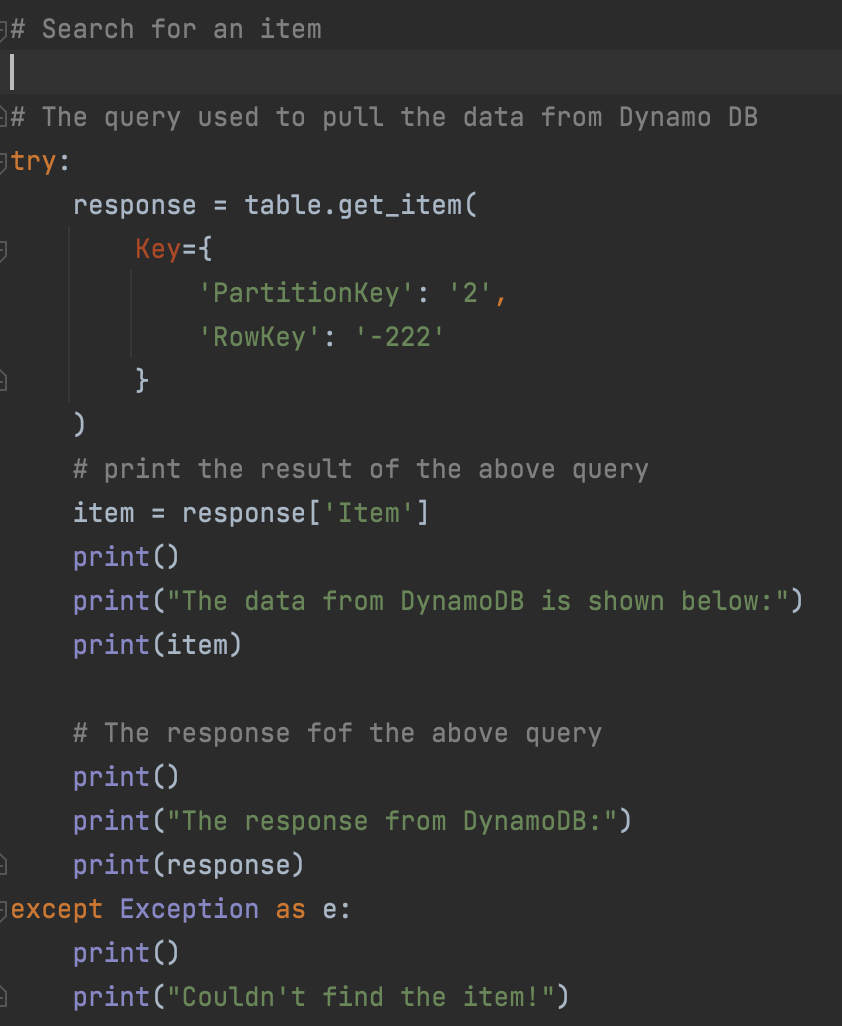 # Search for an item
# The query used to pull the data from Dynamo DB
try:
    response = table.get_item(
        Key={
            'PartitionKey': '2',
            'RowKey': '-222'
        }
    )
    # print the result of the above query
    item = response['Item']
    print()
    print("The data from DynamoDB is shown below:")
    print(item)
    # The response fof the above query
    print()
    print("The response from DynamoDB:")
    print(response)
except Exception as e:
    print()
    print("Couldn't find the item!")